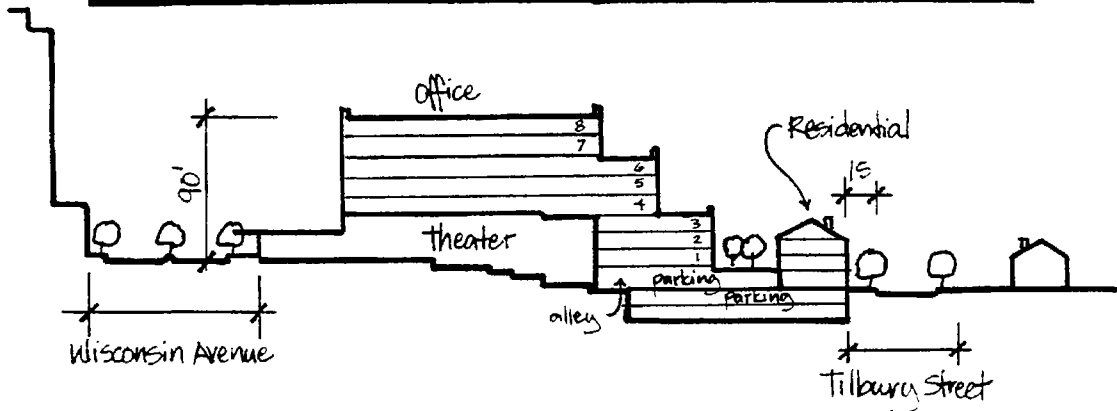 office
8
7
6
5
4
90'
Residential
15
theater
3
2
1
parking
parking
alley
Wisconsin Avenue
Tilbury Street